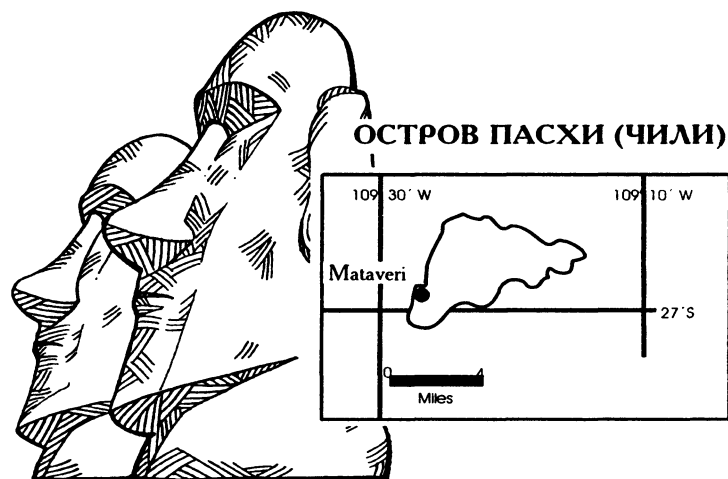 ОСТРОВ ПАСХИ (ЧИЛИ)
109 30´ W 109 10´ W
Mataveri
27´S
0 4
Miles